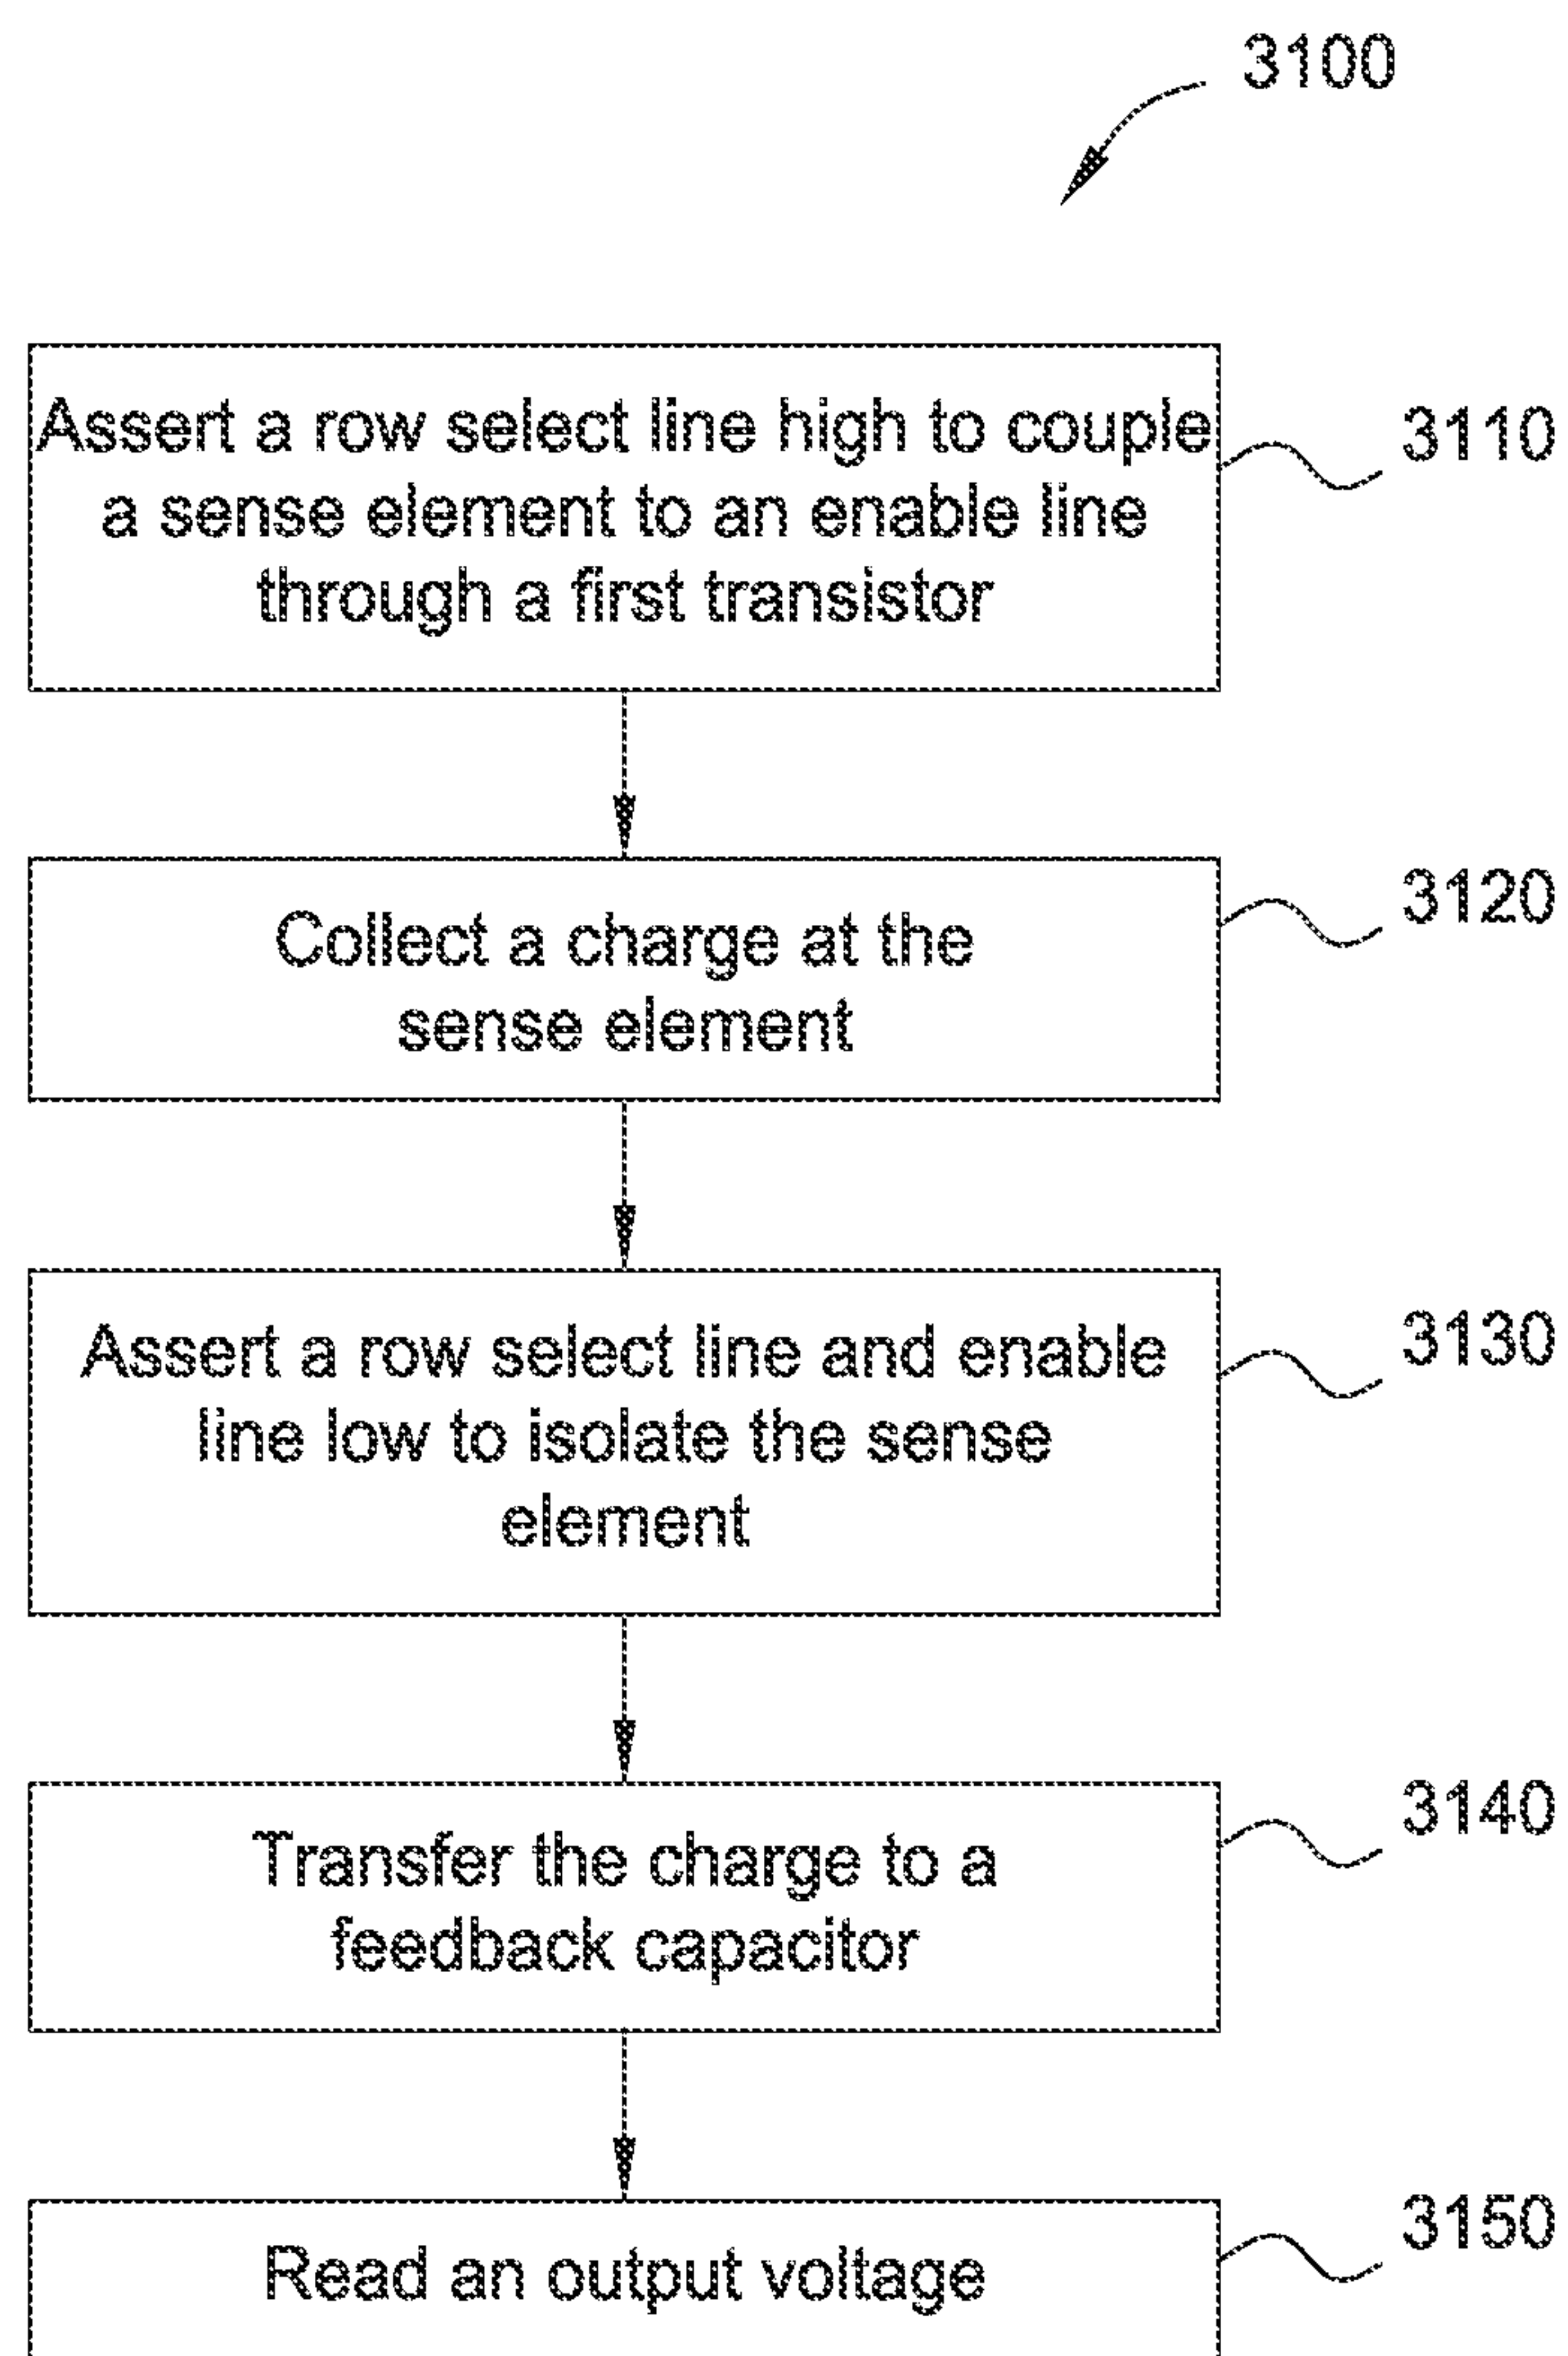 3100
Assert a row select line high to couple
a sense element to an enable line
through a first transistor
3110
Collect a charge at the
sense element
3120
Assert a row select line and enable
line low to isolate the sense
element
3130
Transfer the charge to a
feedback capacitor
3140
Read an output voltage
3150